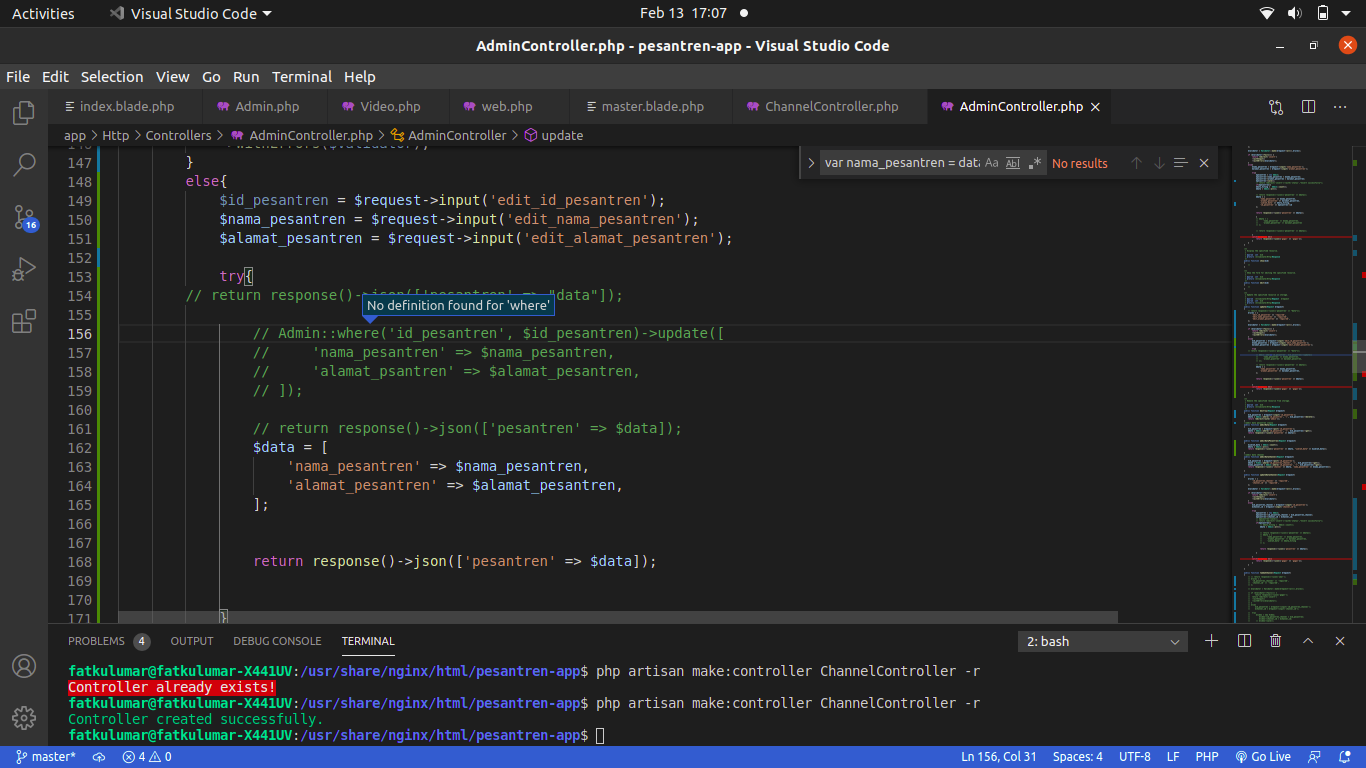 Activities Visual Studio Code Feb 13 17:07
AdminController.php - pesantren-app - Visual Studio Code
File Edit Selection View Go Run Terminal Help
index.blade.php Admin.php Video.php web.php master.blade.php ChannelController.php AdminController.php
app > Http > Controllers > AdminController.php > AdminController > update
var nama_pesantren = data Aa Abl .* No results
147 }
148 else{
149 $id_pesantren = $request->input('edit_id_pesantren');
150 $nama_pesantren = $request->input('edit_nama_pesantren');
151 $alamat_pesantren = $request->input('edit_alamat_pesantren');
152
153 try{
154 // return response()->json(['pesantren' => "data"]);
No definition found for 'where'
155
156 // Admin::where('id_pesantren', $id_pesantren)->update([
157 // 'nama_pesantren' => $nama_pesantren,
158 // 'alamat_psantren' => $alamat_pesantren,
159 // ]);
160
161 // return response()->json(['pesantren' => $data]);
162 $data = [
163 'nama_pesantren' => $nama_pesantren,
164 'alamat_pesantren' => $alamat_pesantren,
165 ];
166
167
168 return response()->json(['pesantren' => $data]);
169
170
171 }
PROBLEMS 4 OUTPUT DEBUG CONSOLE TERMINAL 2: bash
fatkulumar@fatkulumar-X441UV:/usr/share/nginx/html/pesantren-app$ php artisan make:controller ChannelController -r
Controller already exists!
fatkulumar@fatkulumar-X441UV:/usr/share/nginx/html/pesantren-app$ php artisan make:controller ChannelController -r
Controller created successfully.
fatkulumar@fatkulumar-X441UV:/usr/share/nginx/html/pesantren-app$
16
master* 4 0 Ln 156, Col 31 Spaces: 4 UTF-8 LF PHP Go Live